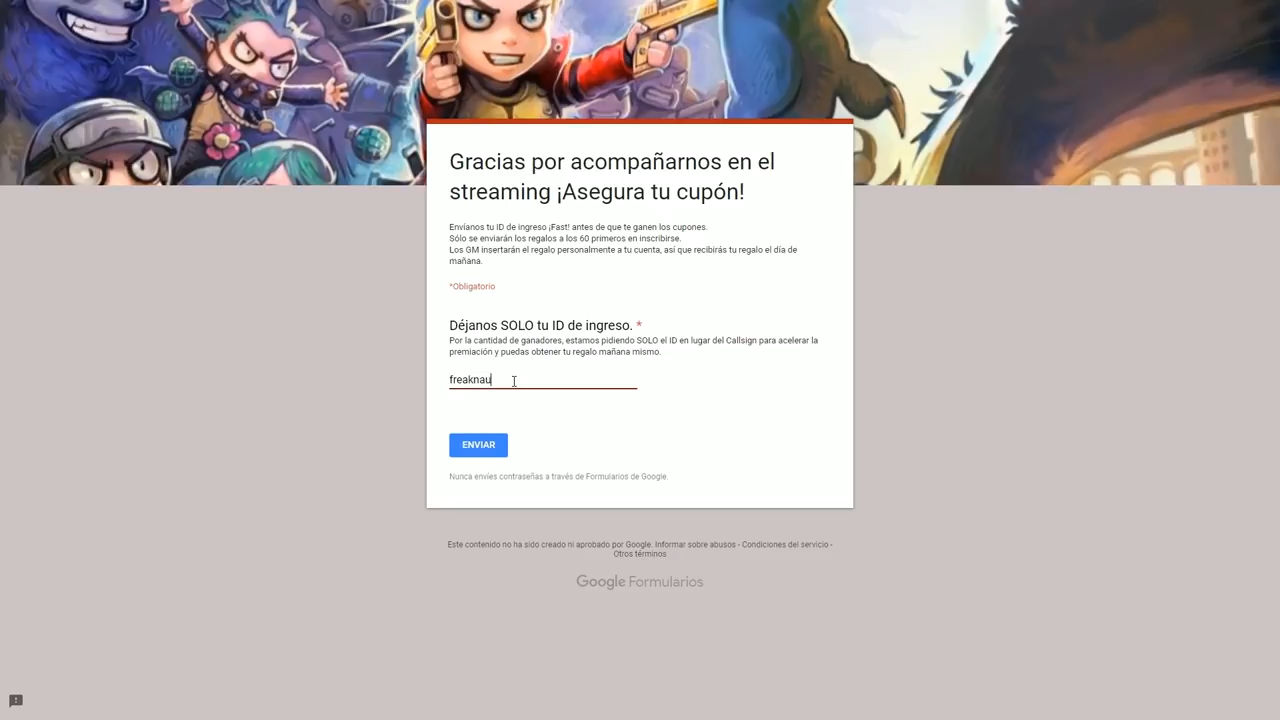 Gracias por acompañarnos en el
streaming ¡Asegura tu cupón!
Envíanos tu ID de ingreso ¡Fast! antes de que te ganen los cupones.
Sólo se enviarán los regalos a los 60 primeros en inscribirse.
Los GM insertarán el regalo personalmente a tu cuenta, así que recibirás tu regalo el día de
mañana.
*Obligatorio
Déjanos SOLO tu ID de ingreso. *
Por la cantidad de ganadores, estamos pidiendo SOLO el ID en lugar del Callsign para acelerar la
premiación y puedas obtener tu regalo mañana mismo.
freaknau
ENVIAR
Nunca envíes contraseñas a través de Formularios de Google.
Este contenido no ha sido creado ni aprobado por Google. Informar sobre abusos - Condiciones del servicio -
Otros términos
Google Formularios